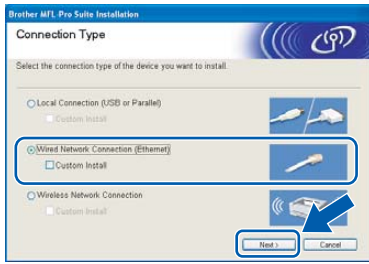 Brother MFL Pro Suite Installation
Connection Type
Select the connection type of the device you want to install.
Local Connection (USB or Parallel)
Custom Install
Wired Network Connection (Ethernet)
Custom Install
Wireless Network Connection
Custom Install
Next >
Cancel